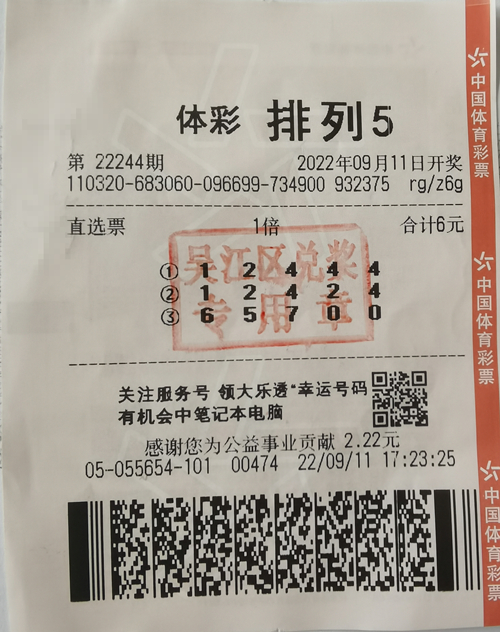 体彩 排列5
第 22244期 2022年09月11日开奖
110320-683060-096699-734900 932375 rg/z6g
直选票 1倍 合计6元
吴江区兑奖
专用章
① 1 2 4 4 4
② 1 2 4 2 4
③ 6 5 7 0 0
关注服务号 领大乐透“幸运号码
有机会中笔记本电脑
感谢您为公益事业贡献 2.22元
05-055654-101 00474 22/09/11 17:23:25
中国体育彩票
中国体育彩票
中国体育彩票